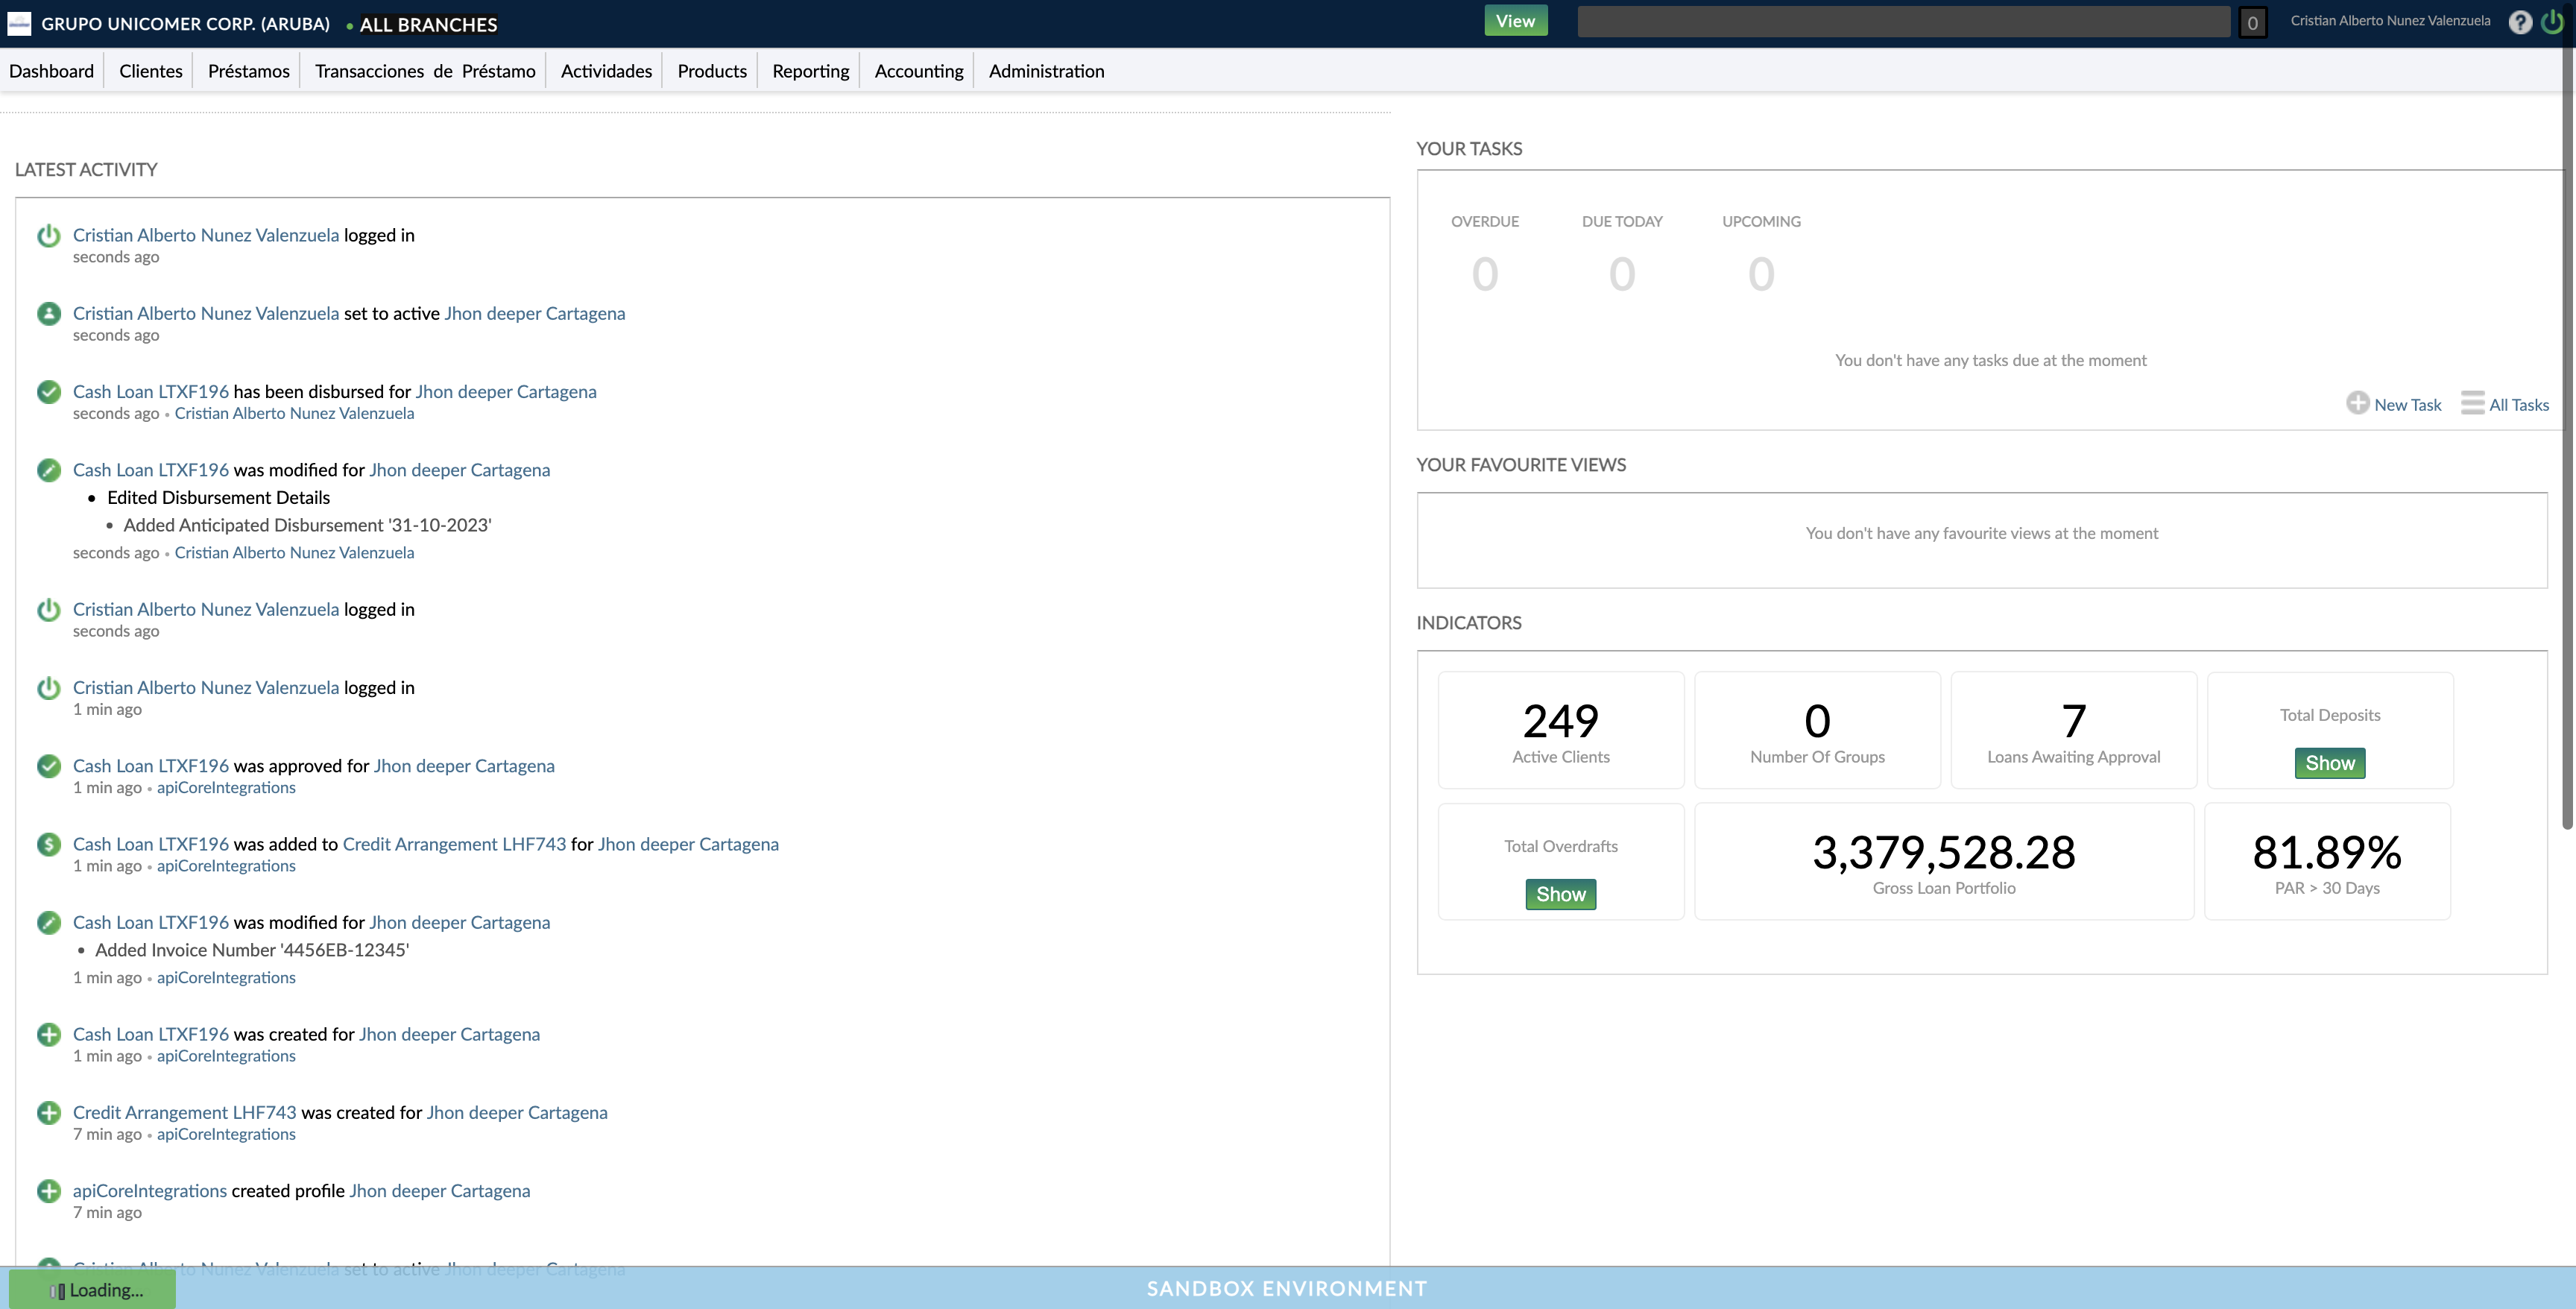 GRUPO UNICOMER CORP. (ARUBA) • ALL BRANCHES
View
0
Cristian Alberto Nunez Valenzuela
?
Dashboard Clientes Préstamos Transacciones de Préstamo Actividades Products Reporting Accounting Administration
LATEST ACTIVITY
Cristian Alberto Nunez Valenzuela logged in
seconds ago
Cristian Alberto Nunez Valenzuela set to active Jhon deeper Cartagena
seconds ago
Cash Loan LTXF196 has been disbursed for Jhon deeper Cartagena
seconds ago • Cristian Alberto Nunez Valenzuela
Cash Loan LTXF196 was modified for Jhon deeper Cartagena
• Edited Disbursement Details
• Added Anticipated Disbursement '31-10-2023'
seconds ago • Cristian Alberto Nunez Valenzuela
Cristian Alberto Nunez Valenzuela logged in
seconds ago
Cristian Alberto Nunez Valenzuela logged in
1 min ago
Cash Loan LTXF196 was approved for Jhon deeper Cartagena
1 min ago • apiCoreIntegrations
Cash Loan LTXF196 was added to Credit Arrangement LHF743 for Jhon deeper Cartagena
1 min ago • apiCoreIntegrations
Cash Loan LTXF196 was modified for Jhon deeper Cartagena
• Added Invoice Number '4456EB-12345'
1 min ago • apiCoreIntegrations
Cash Loan LTXF196 was created for Jhon deeper Cartagena
1 min ago • apiCoreIntegrations
Credit Arrangement LHF743 was created for Jhon deeper Cartagena
7 min ago • apiCoreIntegrations
apiCoreIntegrations created profile Jhon deeper Cartagena
7 min ago
Cristian Alberto Nunez Valenzuela set to active Jhon deeper Cartagena
YOUR TASKS
OVERDUE DUE TODAY UPCOMING
0 0 0
You don't have any tasks due at the moment
New Task All Tasks
YOUR FAVOURITE VIEWS
You don't have any favourite views at the moment
INDICATORS
249
Active Clients
0
Number Of Groups
7
Loans Awaiting Approval
Total Deposits
Show
Total Overdrafts
Show
3,379,528.28
Gross Loan Portfolio
81.89%
PAR > 30 Days
Loading...
SANDBOX ENVIRONMENT